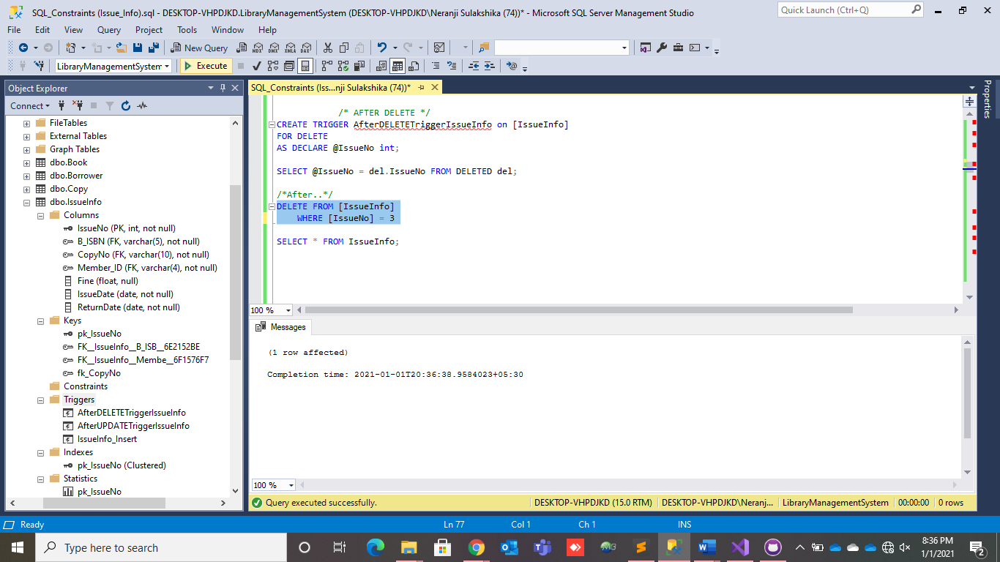 SQL_Constraints (Issue_Info).sql - DESKTOP-VHPDJKD.LibraryManagementSystem (DESKTOP-VHPDJKD\Neranji Sulakshika (74))* - Microsoft SQL Server Management Studio
Quick Launch (Ctrl+Q)
File Edit View Query Project Tools Window Help
New Query MDX DMX XMLA DAX
LibraryManagementSystem Execute
Object Explorer
Connect
FileTables
External Tables
Graph Tables
dbo.Book
dbo.Borrower
dbo.Copy
dbo.IssueInfo
Columns
IssueNo (PK, int, not null)
B_ISBN (FK, varchar(5), not null)
CopyNo (FK, varchar(10), not null)
Member_ID (FK, varchar(4), not null)
Fine (float, null)
IssueDate (date, not null)
ReturnDate (date, not null)
Keys
pk_IssueNo
FK__IssueInfo__B_ISB__6E2152BE
FK__IssueInfo__Membe__6F1576F7
fk_CopyNo
Constraints
Triggers
AfterDELETETriggerIssueInfo
AfterUPDATETriggerIssueInfo
IssueInfo_Insert
Indexes
pk_IssueNo (Clustered)
Statistics
pk_IssueNo
SQL_Constraints (Iss...nji Sulakshika (74))*
/* AFTER DELETE */
CREATE TRIGGER AfterDELETETriggerIssueInfo on [IssueInfo]
FOR DELETE
AS DECLARE @IssueNo int;
SELECT @IssueNo = del.IssueNo FROM DELETED del;
/*After..*/
DELETE FROM [IssueInfo]
WHERE [IssueNo] = 3
SELECT * FROM IssueInfo;
100 %
Messages
(1 row affected)
Completion time: 2021-01-01T20:36:38.9584023+05:30
100 %
Query executed successfully. DESKTOP-VHPDJKD (15.0 RTM) DESKTOP-VHPDJKD\Neranj... LibraryManagementSystem 00:00:00 0 rows
Properties
Ready Ln 77 Col 1 Ch 1 INS
Type here to search
8:36 PM
1/1/2021
2